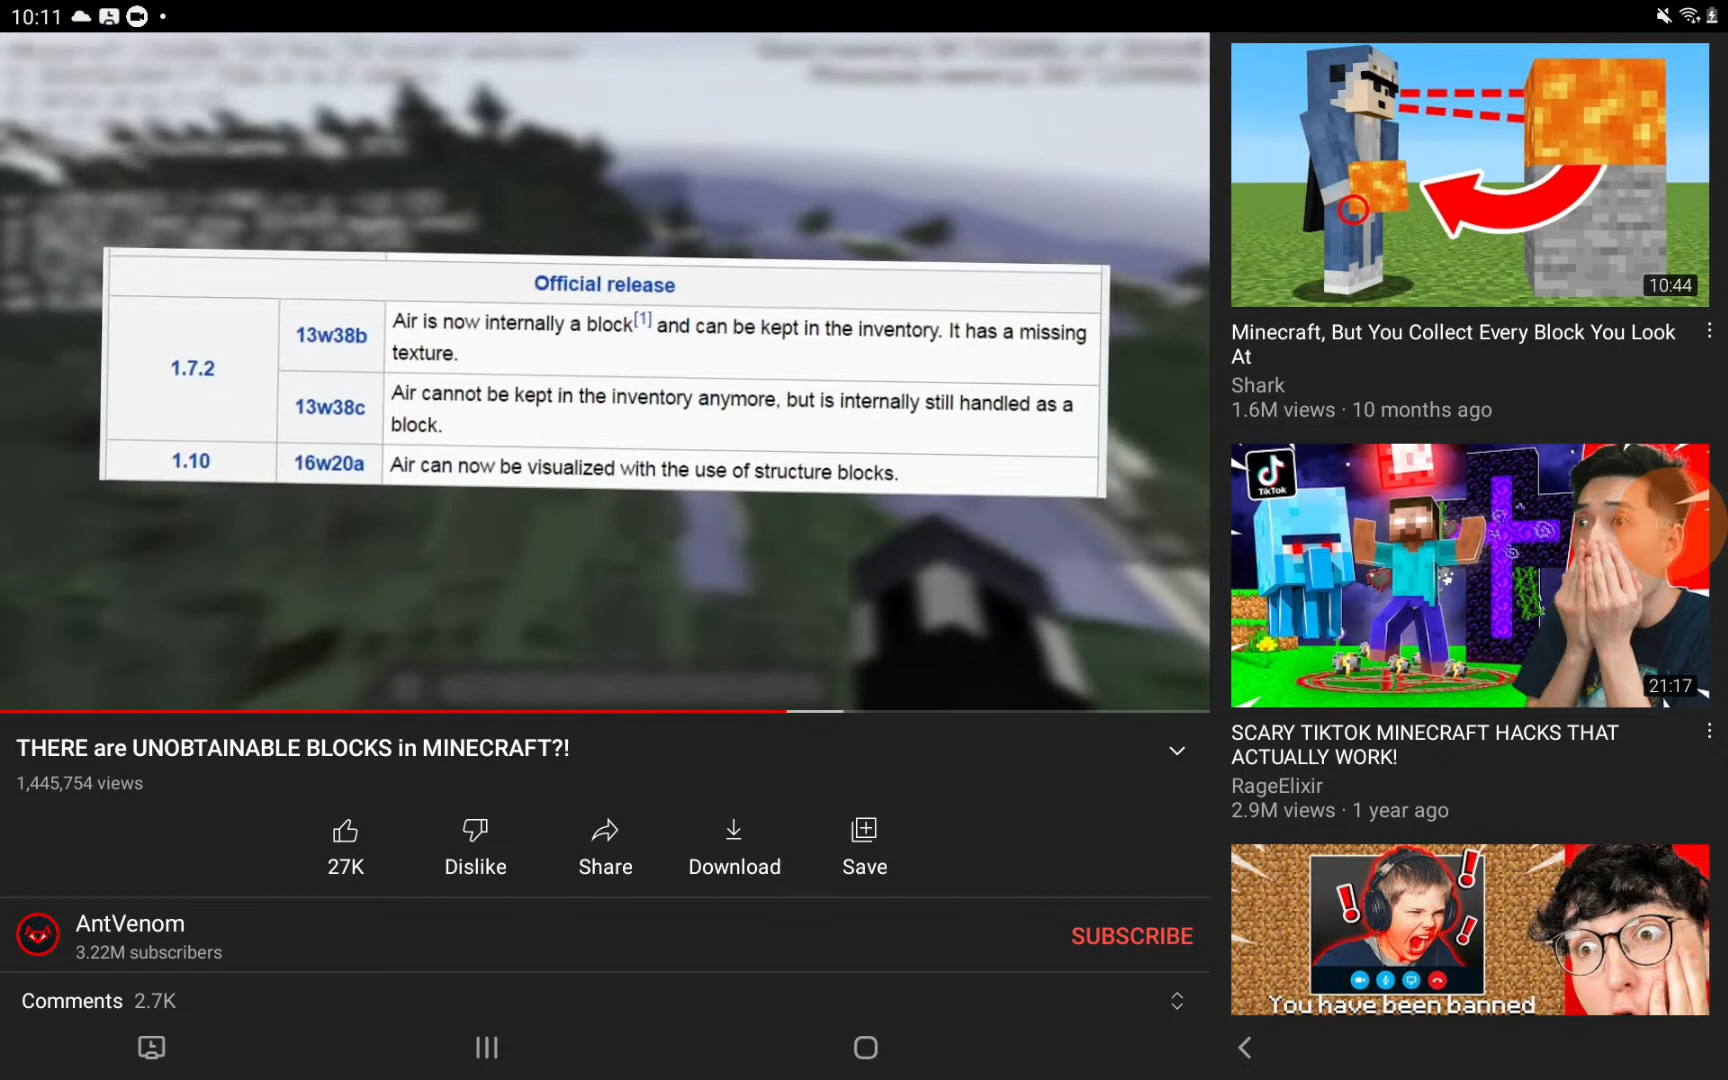 10:11
Official release
1.7.2
13w38b
Air is now internally a block[1] and can be kept in the inventory. It has a missing
texture.
13w38c
Air cannot be kept in the inventory anymore, but is internally still handled as a
block.
1.10
16w20a
Air can now be visualized with the use of structure blocks.
THERE are UNOBTAINABLE BLOCKS in MINECRAFT?!
1,445,754 views
27K
Dislike
Share
Download
Save
AntVenom
3.22M subscribers
SUBSCRIBE
Comments 2.7K
10:44
Minecraft, But You Collect Every Block You Look
At
Shark
1.6M views · 10 months ago
TikTok
21:17
SCARY TIKTOK MINECRAFT HACKS THAT
ACTUALLY WORK!
RageElixir
2.9M views · 1 year ago
You have been banned